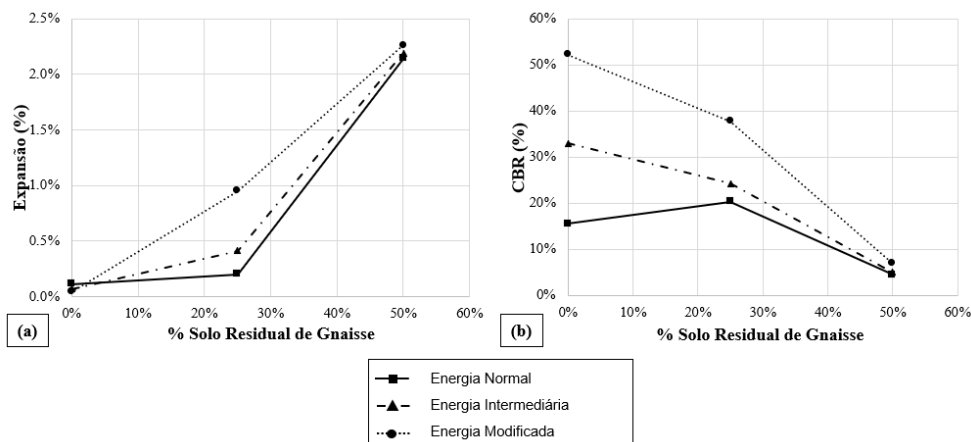 2.5%
2.0%
1.5%
1.0%
0.5%
0.0%
Expansão (%)
0% 10% 20% 30% 40% 50% 60%
% Solo Residual de Gnaisse
(a)
60%
50%
40%
30%
20%
10%
0%
CBR (%)
0% 10% 20% 30% 40% 50% 60%
% Solo Residual de Gnaisse
(b)
Energia Normal
Energia Intermediária
Energia Modificada